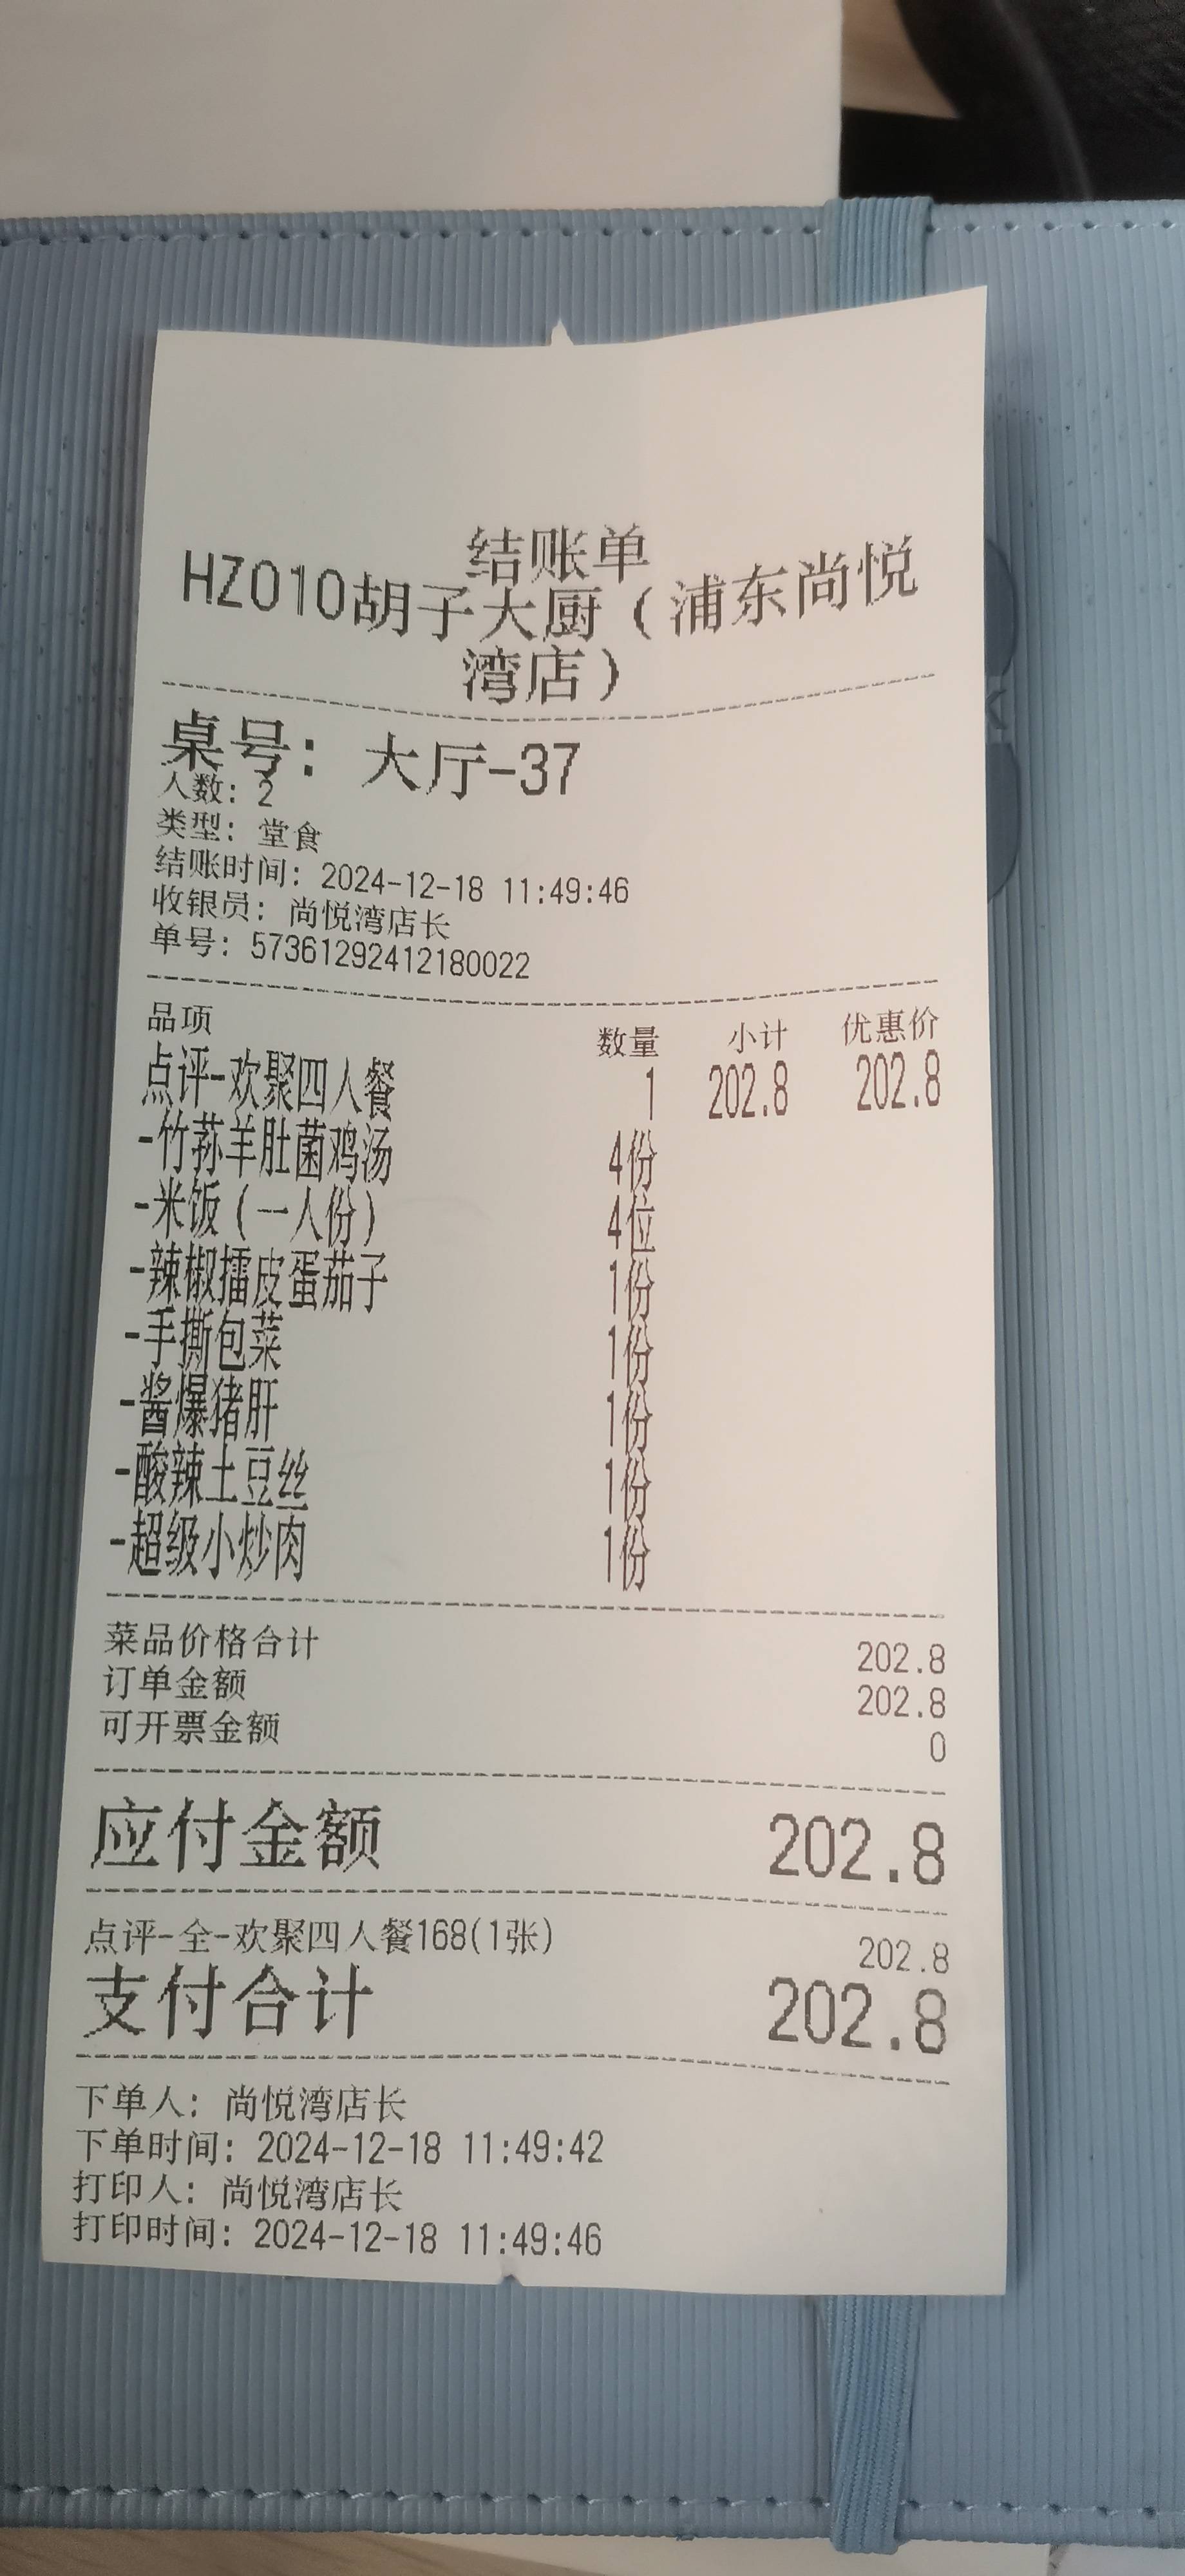 结账单
HZ010胡子大厨（浦东尚悦
湾店）
桌号： 大厅-37
人数: 2
类型: 堂食
结账时间: 2024-12-18 11:49:46
收银员: 尚悦湾店长
单号: 57361292412180022
品项 数量 小计 优惠价
点评-欢聚四人餐 1 202.8 202.8
-竹荪羊肚菌鸡汤 4份
-米饭（一人份） 4位
-辣椒擂皮蛋茄子 1份
-手撕包菜 1份
-酱爆猪肝 1份
-酸辣土豆丝 1份
-超级小炒肉 1份
菜品价格合计 202.8
订单金额 202.8
可开票金额 0
应付金额 202.8
点评-全-欢聚四人餐168(1张) 202.8
支付合计 202.8
下单人: 尚悦湾店长
下单时间: 2024-12-18 11:49:42
打印人: 尚悦湾店长
打印时间: 2024-12-18 11:49:46